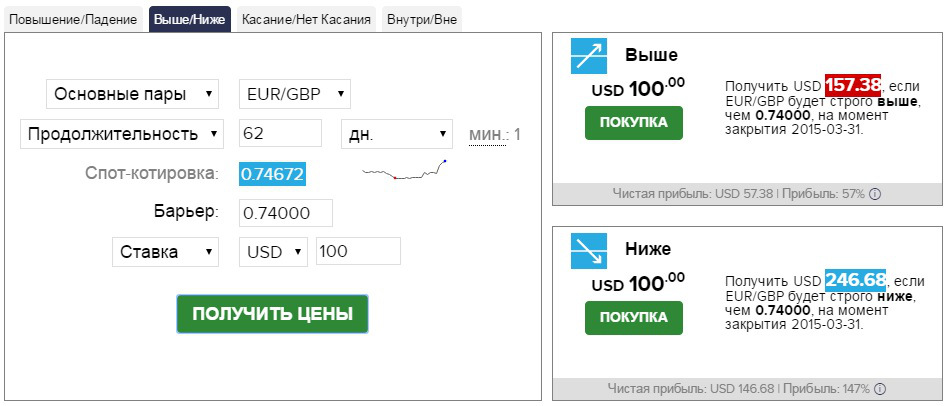 Повышение/Падение Выше/Ниже Касание/Нет Касания Внутри/Вне
Основные пары EUR/GBP
Продолжительность 62 дн. мин.: 1
Спот-котировка: 0.74672
Барьер: 0.74000
Ставка USD 100
ПОЛУЧИТЬ ЦЕНЫ
Выше
USD 100.00
ПОКУПКА
Получить USD 157.38, если
EUR/GBP будет строго выше,
чем 0.74000, на момент
закрытия 2015-03-31.
Чистая прибыль: USD 57.38 | Прибыль: 57%
Ниже
USD 100.00
ПОКУПКА
Получить USD 246.68, если
EUR/GBP будет строго ниже,
чем 0.74000, на момент
закрытия 2015-03-31.
Чистая прибыль: USD 146.68 | Прибыль: 147%